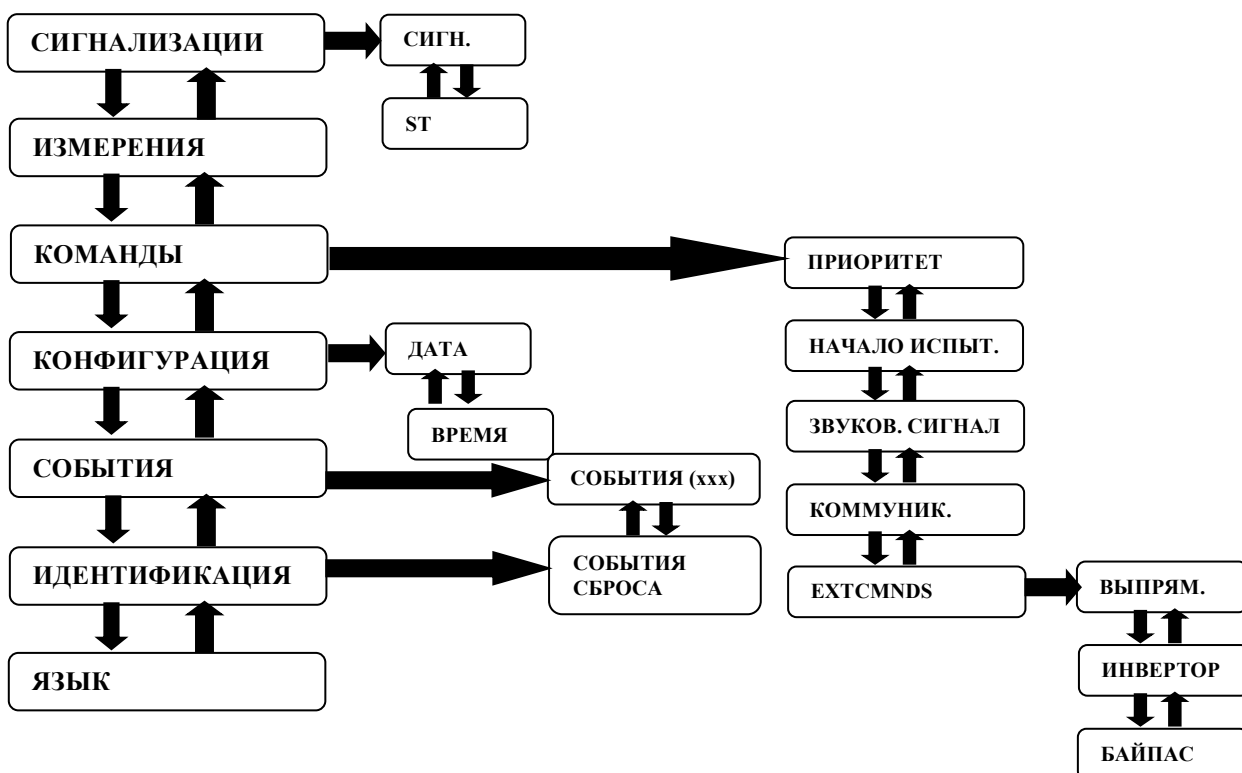 СИГНАЛИЗАЦИИ
СИГН.
ST
ИЗМЕРЕНИЯ
КОМАНДЫ
ПРИОРИТЕТ
НАЧАЛО ИСПЫТ.
ЗВУКОВ. СИГНАЛ
КОММУНИК.
EXTCMNDS
ВЫПРЯМ.
ИНВЕРТОР
БАЙПАС
КОНФИГУРАЦИЯ
ДАТА
ВРЕМЯ
СОБЫТИЯ
СОБЫТИЯ (xxx)
СОБЫТИЯ
СБРОСА
ИДЕНТИФИКАЦИЯ
ЯЗЫК